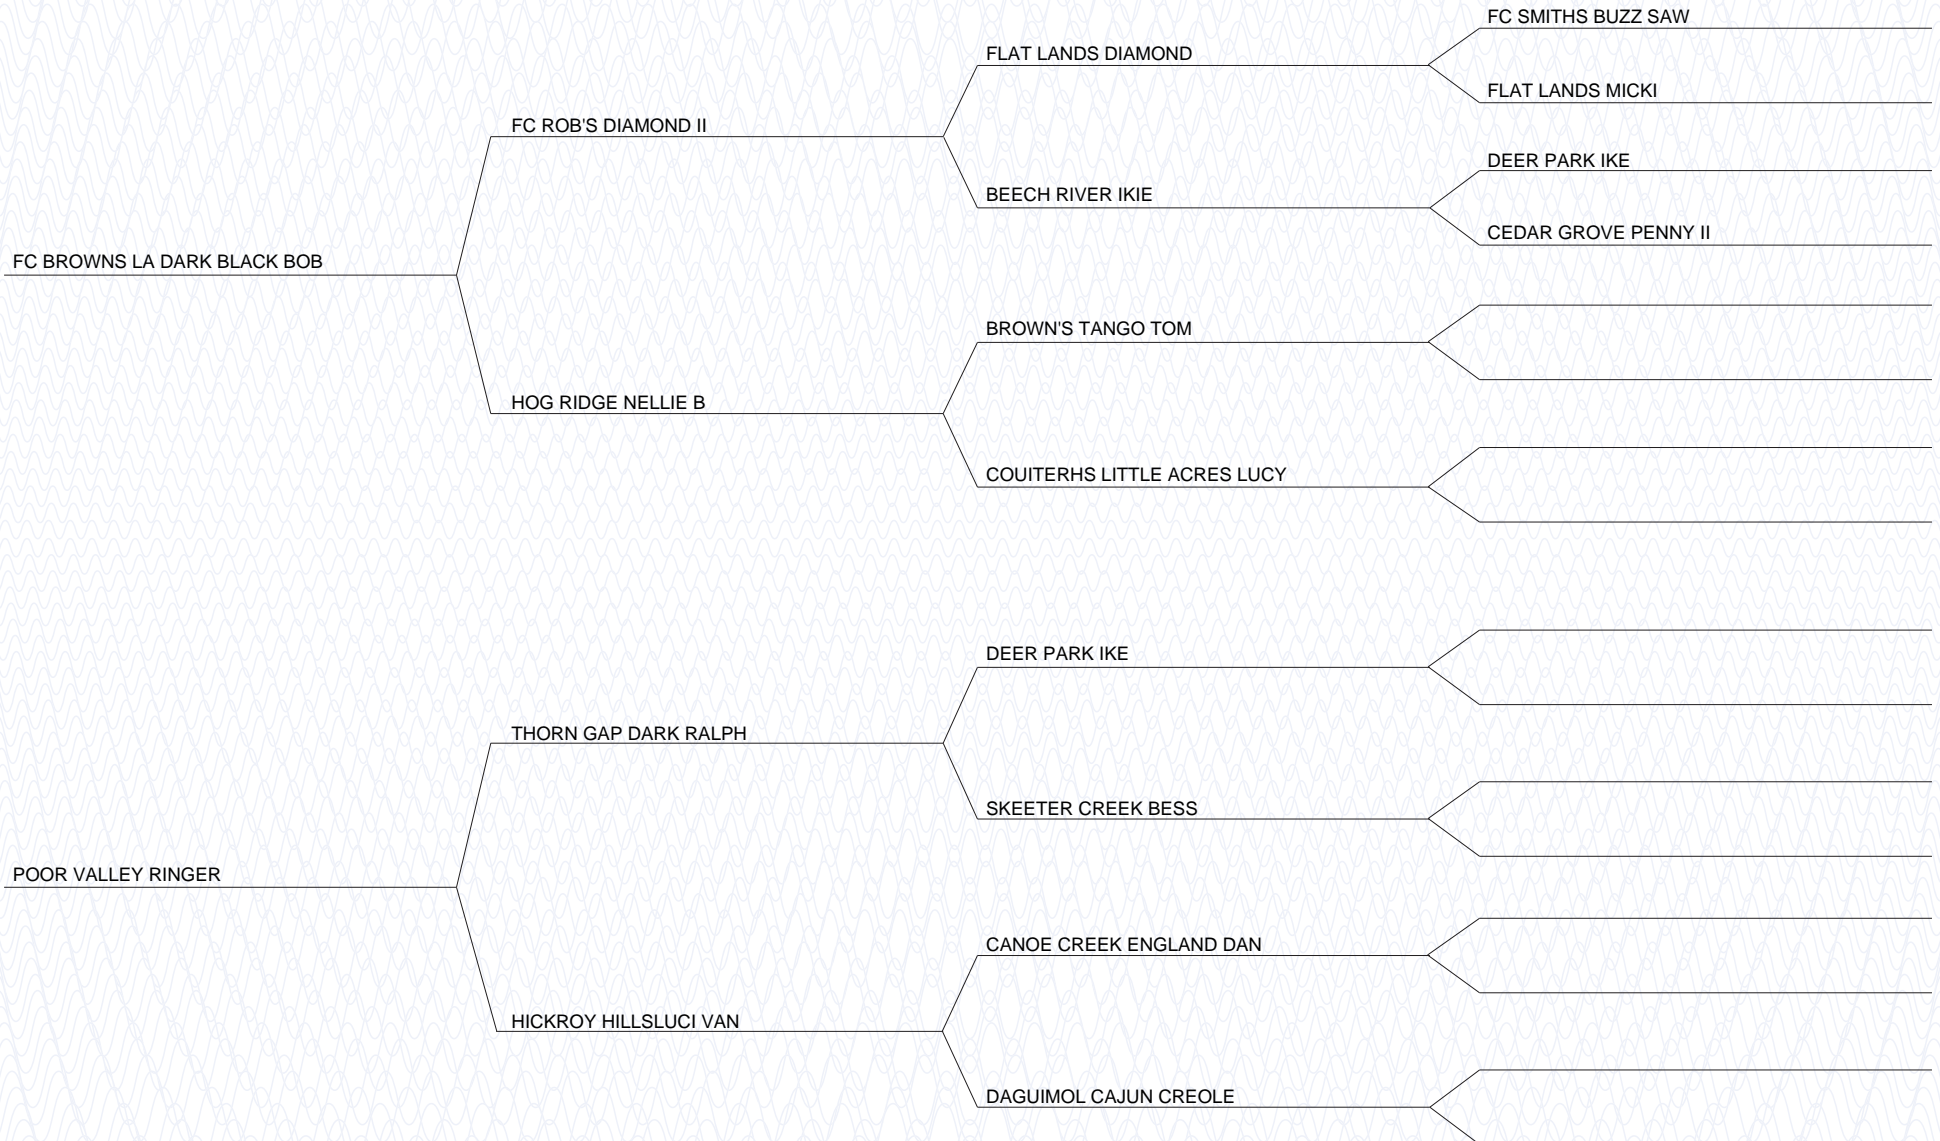 FC SMITHS BUZZ SAW
FLAT LANDS DIAMOND
FLAT LANDS MICKI
FC ROB'S DIAMOND II
DEER PARK IKE
BEECH RIVER IKIE
CEDAR GROVE PENNY II
FC BROWNS LA DARK BLACK BOB
BROWN'S TANGO TOM
HOG RIDGE NELLIE B
COUITERHS LITTLE ACRES LUCY
DEER PARK IKE
THORN GAP DARK RALPH
SKEETER CREEK BESS
POOR VALLEY RINGER
CANOE CREEK ENGLAND DAN
HICKROY HILLSLUCI VAN
DAGUIMOL CAJUN CREOLE